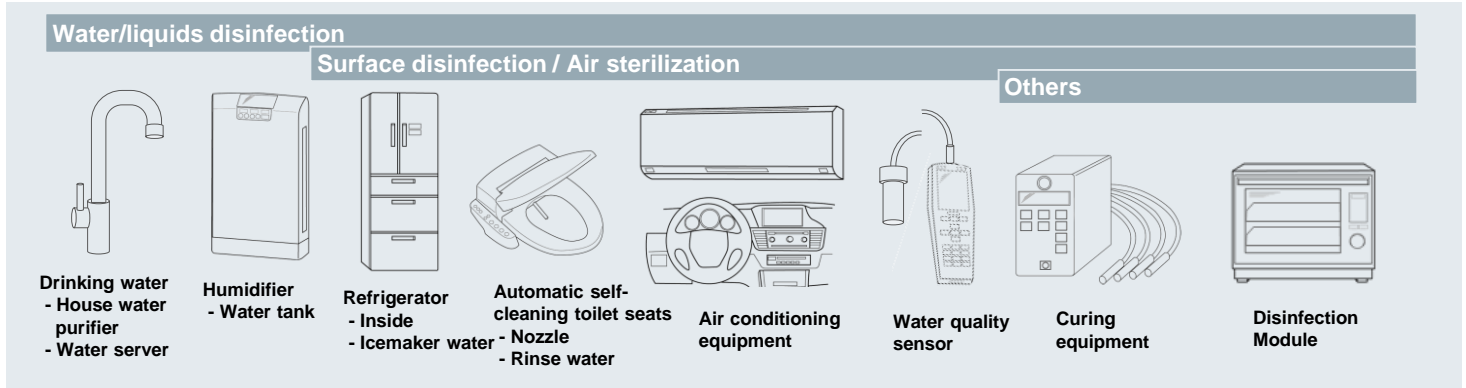 Water/liquids disinfection
Surface disinfection / Air sterilization
Others
Drinking water
- House water
purifier
- Water server
Humidifier
- Water tank
Refrigerator
- Inside
- Icemaker water
Automatic self-
cleaning toilet seats
- Nozzle
- Rinse water
Air conditioning
equipment
Water quality
sensor
Curing
equipment
Disinfection
Module